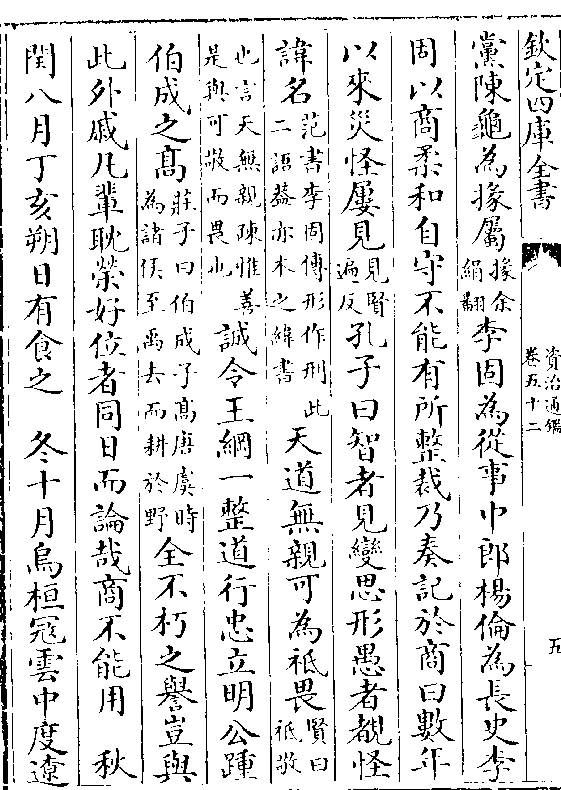 欽定四庫全書 資治通鑑 卷五十二 五
黨陳龜為掾屬掾余絹翻李固為從事中郎楊倫為長史李
固以商柔和自守不能有所整裁乃奏記於商曰數年
以來災怪屢見見賢遍反孔子曰智者見變思形愚者覩怪
諱名范書李固傳形作刑此二語蓋亦本之緯書天道無親可為祗畏賢曰祗敬
也言天無親疎惟善是與可敬而畏也誠令王綱一整道行忠立明公踵
伯成之髙莊子曰伯成子髙唐虞時為諸侯至禹去而耕於野全不朽之譽豈與
此外戚凡輩耽榮好位者同日而論哉商不能用 秋
閏八月丁亥朔日有食之 冬十月烏桓冦雲中度遼